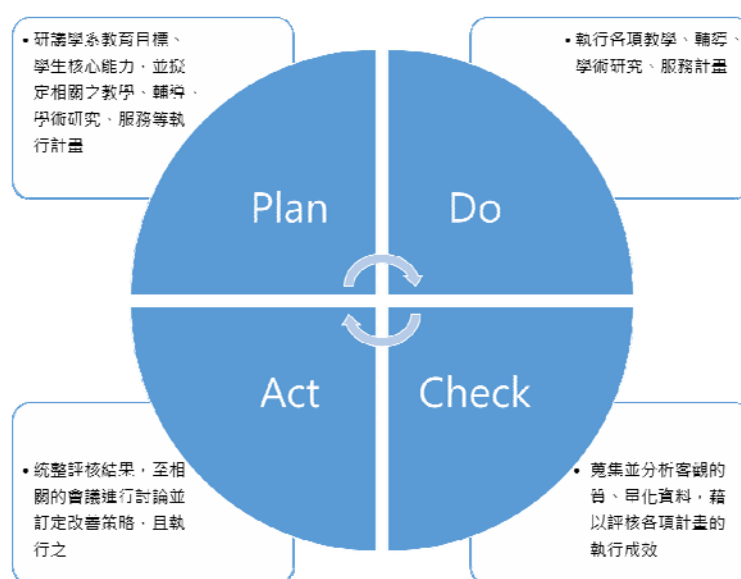 • 研議學系教育目標、
學生核心能力,並擬
定相關之教學、輔導、
學術研究、服務等執
行計畫
• 執行各項教學、輔導、
學術研究、服務計畫
Plan
Do
Act
Check
• 統整評核結果,至相
關的會議進行討論並
訂定改善策略,且執
行之
• 蒐集並分析客觀的
質、量化資料,藉
以評核各項計畫的
執行成效